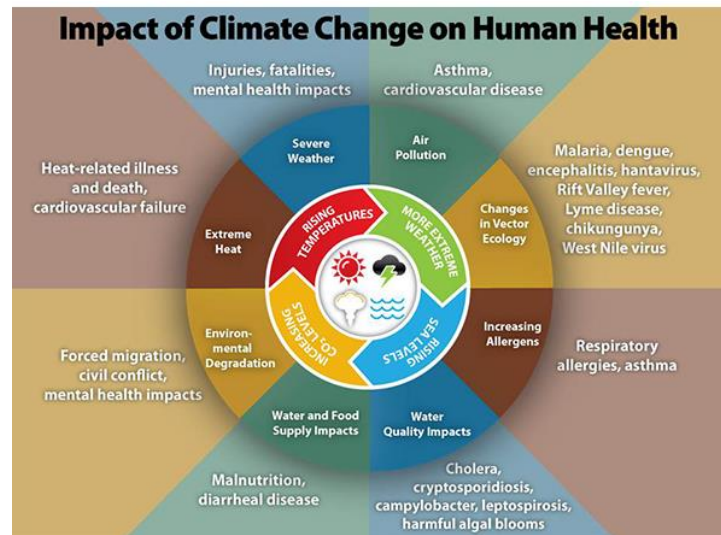 Impact of Climate Change on Human Health
Injuries, fatalities,
mental health impacts
Asthma,
cardiovascular disease
Severe
Weather
Air
Pollution
Heat-related illness
and death,
cardiovascular failure
Malaria, dengue,
encephalitis, hantavirus,
Rift Valley fever,
Lyme disease,
chikungunya,
West Nile virus
Extreme
Heat
RISING
TEMPERATURES
MORE EXTREME
WEATHER
Changes
in Vector
Ecology
Environ-
mental
Degradation
INCREASING
CO₂ LEVELS
RISING
SEA LEVELS
Increasing
Allergens
Forced migration,
civil conflict,
mental health impacts
Respiratory
allergies, asthma
Water and Food
Supply Impacts
Water
Quality Impacts
Malnutrition,
diarrheal disease
Cholera,
cryptosporidiosis,
campylobacter, leptospirosis,
harmful algal blooms